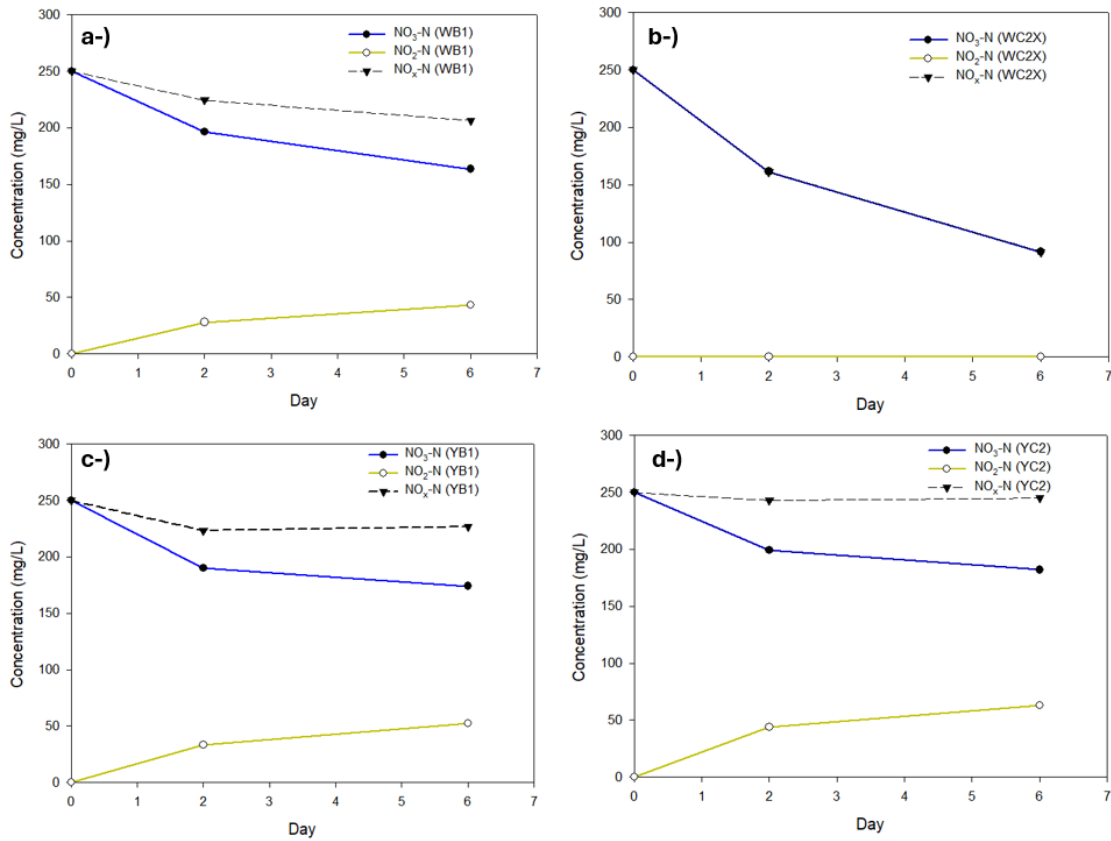 a-)
NO3-N (WB1)
NO2-N (WB1)
NOx-N (WB1)
Concentration (mg/L)
300
250
200
150
100
50
0
0 1 2 3 4 5 6 7
Day
b-)
NO3-N (WC2X)
NO2-N (WC2X)
NOx-N (WC2X)
Concentration (mg/L)
300
250
200
150
100
50
0
0 1 2 3 4 5 6 7
Day
c-)
NO3-N (YB1)
NO2-N (YB1)
NOx-N (YB1)
Concentration (mg/L)
300
250
200
150
100
50
0
0 1 2 3 4 5 6 7
Day
d-)
NO3-N (YC2)
NO2-N (YC2)
NOx-N (YC2)
Concentration (mg/L)
300
250
200
150
100
50
0
0 1 2 3 4 5 6 7
Day